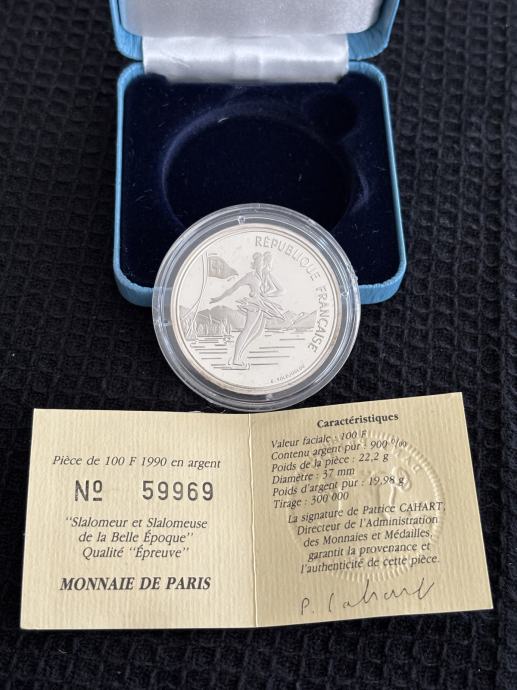 RÉPUBLIQUE FRANÇAISE
Pièce de 100 F 1990 en argent
Nº 59969
"Slalomeur et Slalomeuse
de la Belle Époque"
Qualité "Épreuve"
MONNAIE DE PARIS
Caractéristiques
Valeur faciale : 100 F
Contenu argent pur : 900 0/00
Poids de la pièce : 22,2 g
Diamètre : 37 mm
Poids d'argent pur : 19,98 g
Tirage : 300 000
La signature de Patrice CAHART,
Directeur de l'Administration
des Monnaies et Médailles,
garantit la provenance et
l'authenticité de cette pièce.
P. Cahart